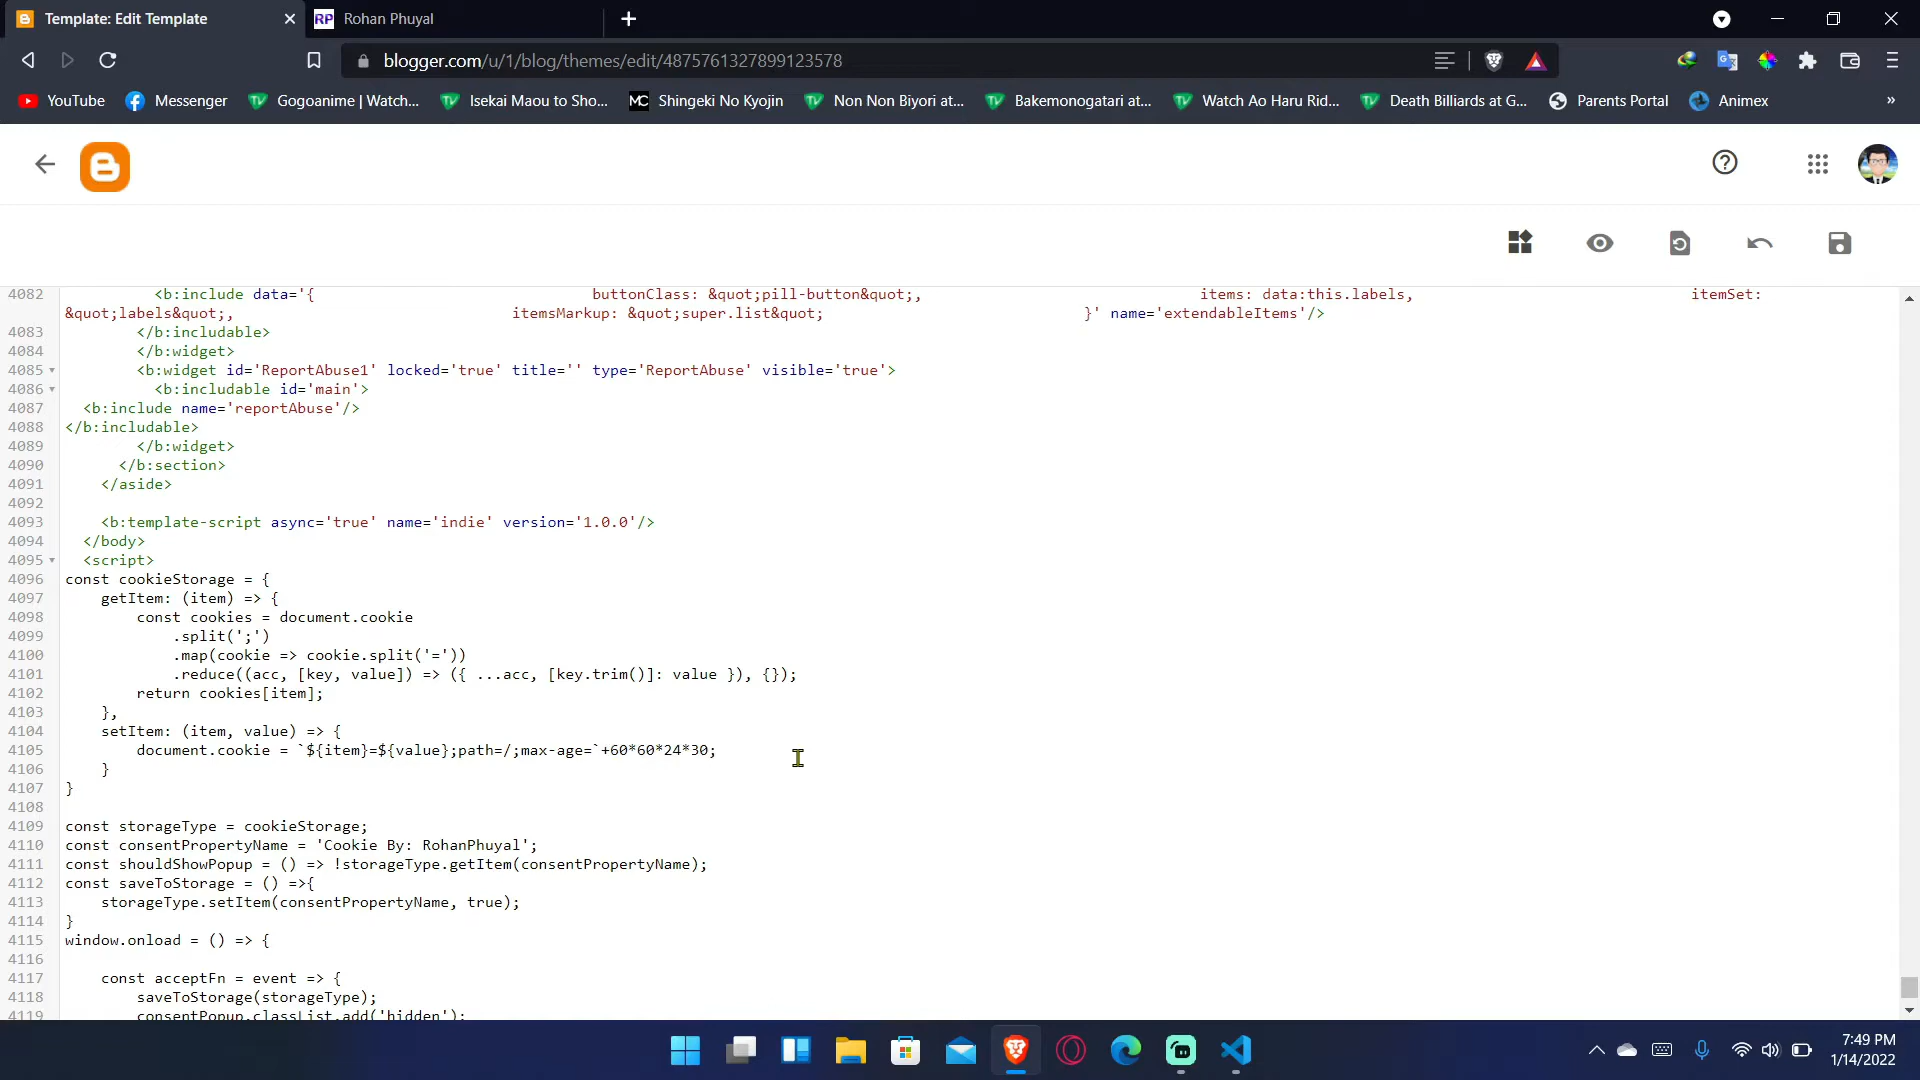 Template: Edit Template
RP Rohan Phuyal
blogger.com/u/1/blog/themes/edit/4875761327899123578
YouTube Messenger Gogoanime | Watch... Isekai Maou to Sho... MC Shingeki No Kyojin Non Non Biyori at... Bakemonogatari at... Watch Ao Haru Rid... Death Billiards at G... Parents Portal Animex »
4082 <b:include data='{ buttonClass: &quot;pill-button&quot;, items: data:this.labels, itemSet:
&quot;labels&quot;, itemsMarkup: &quot;super.list&quot; }' name='extendableItems'/>
4083 </b:includable>
4084 </b:widget>
4085 <b:widget id='ReportAbuse1' locked='true' title='' type='ReportAbuse' visible='true'>
4086 <b:includable id='main'>
4087 <b:include name='reportAbuse'/>
4088 </b:includable>
4089 </b:widget>
4090 </b:section>
4091 </aside>
4092
4093 <b:template-script async='true' name='indie' version='1.0.0'/>
4094 </body>
4095 <script>
4096 const cookieStorage = {
4097 getItem: (item) => {
4098 const cookies = document.cookie
4099 .split(';')
4100 .map(cookie => cookie.split('='))
4101 .reduce((acc, [key, value]) => ({ ...acc, [key.trim()]: value }), {});
4102 return cookies[item];
4103 },
4104 setItem: (item, value) => {
4105 document.cookie = `${item}=${value};path=/;max-age=`+60*60*24*30;
4106 }
4107 }
4108
4109 const storageType = cookieStorage;
4110 const consentPropertyName = 'Cookie By: RohanPhuyal';
4111 const shouldShowPopup = () => !storageType.getItem(consentPropertyName);
4112 const saveToStorage = () =>{
4113 storageType.setItem(consentPropertyName, true);
4114 }
4115 window.onload = () => {
4116
4117 const acceptFn = event => {
4118 saveToStorage(storageType);
4119 consentPopup.classList.add('hidden');
7:49 PM
1/14/2022